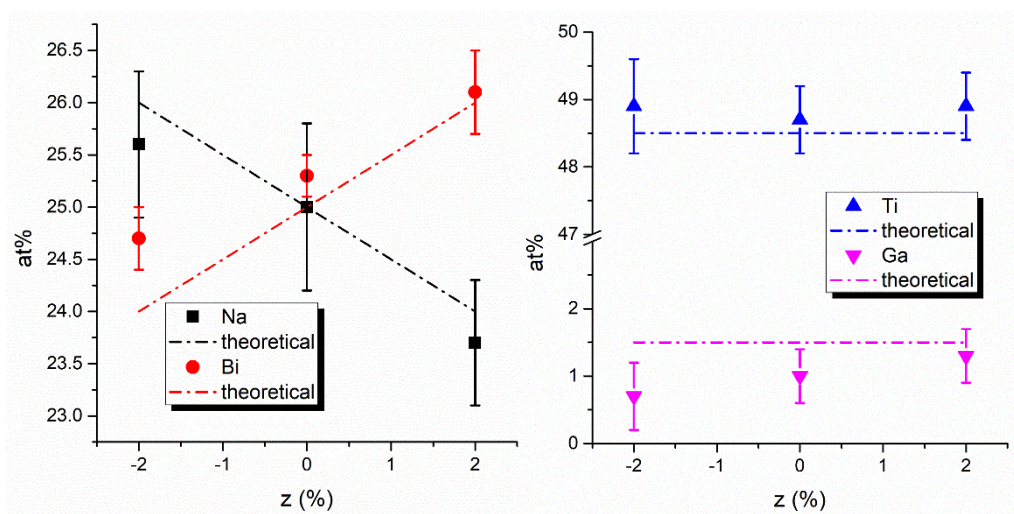 26.5
26.0
25.5
25.0
24.5
24.0
23.5
23.0
at%
-2
-1
0
1
2
z (%)
Na
theoretical
Bi
theoretical
50
49
48
47
2
1
0
at%
-2
-1
0
1
2
z (%)
Ti
theoretical
Ga
theoretical